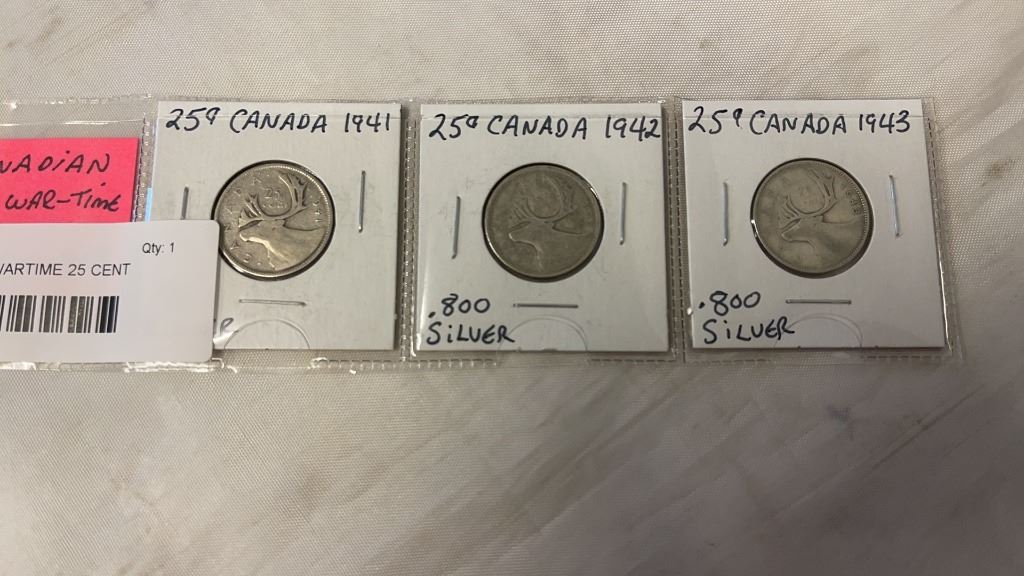 NADiAN
WAR-TiME
Qty: 1
WARTIME 25 CENT
25¢ CANADA 1941
25¢ CANADA 1942
.800
SiLVER
25¢ CANADA 1943
.800
SiLVER